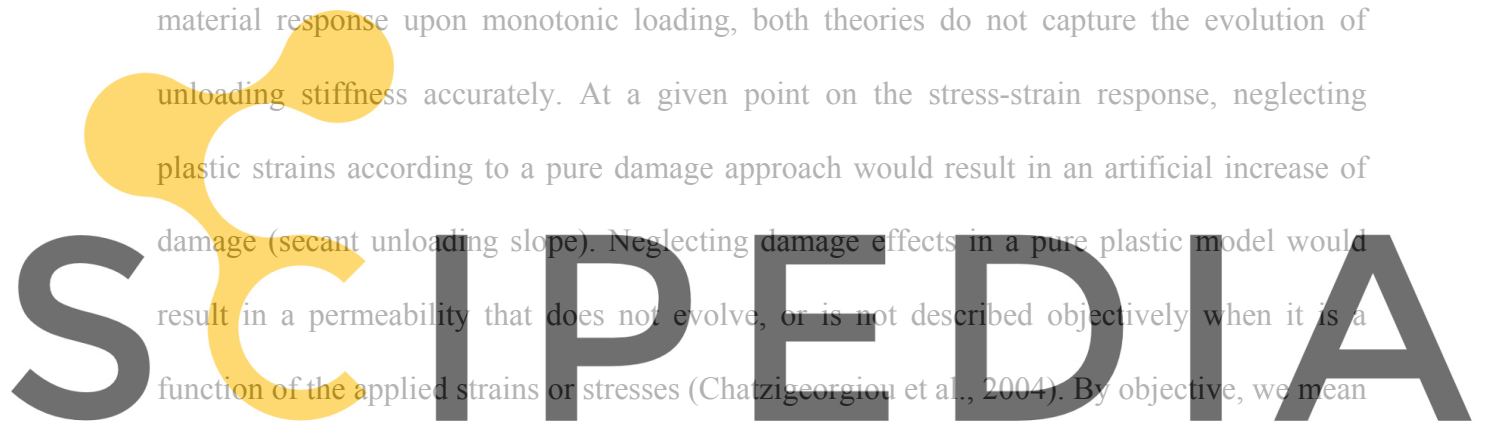 material response upon monotonic loading, both theories do not capture the evolution of
unloading stiffness accurately. At a given point on the stress-strain response, neglecting
plastic strains according to a pure damage approach would result in an artificial increase of
damage (secant unloading slope). Neglecting damage effects in a pure plastic model would
result in a permeability that does not evolve, or is not described objectively when it is a
function of the applied strains or stresses (Chatzigeorgiou et al., 2004). By objective, we mean
SCIPEDIA